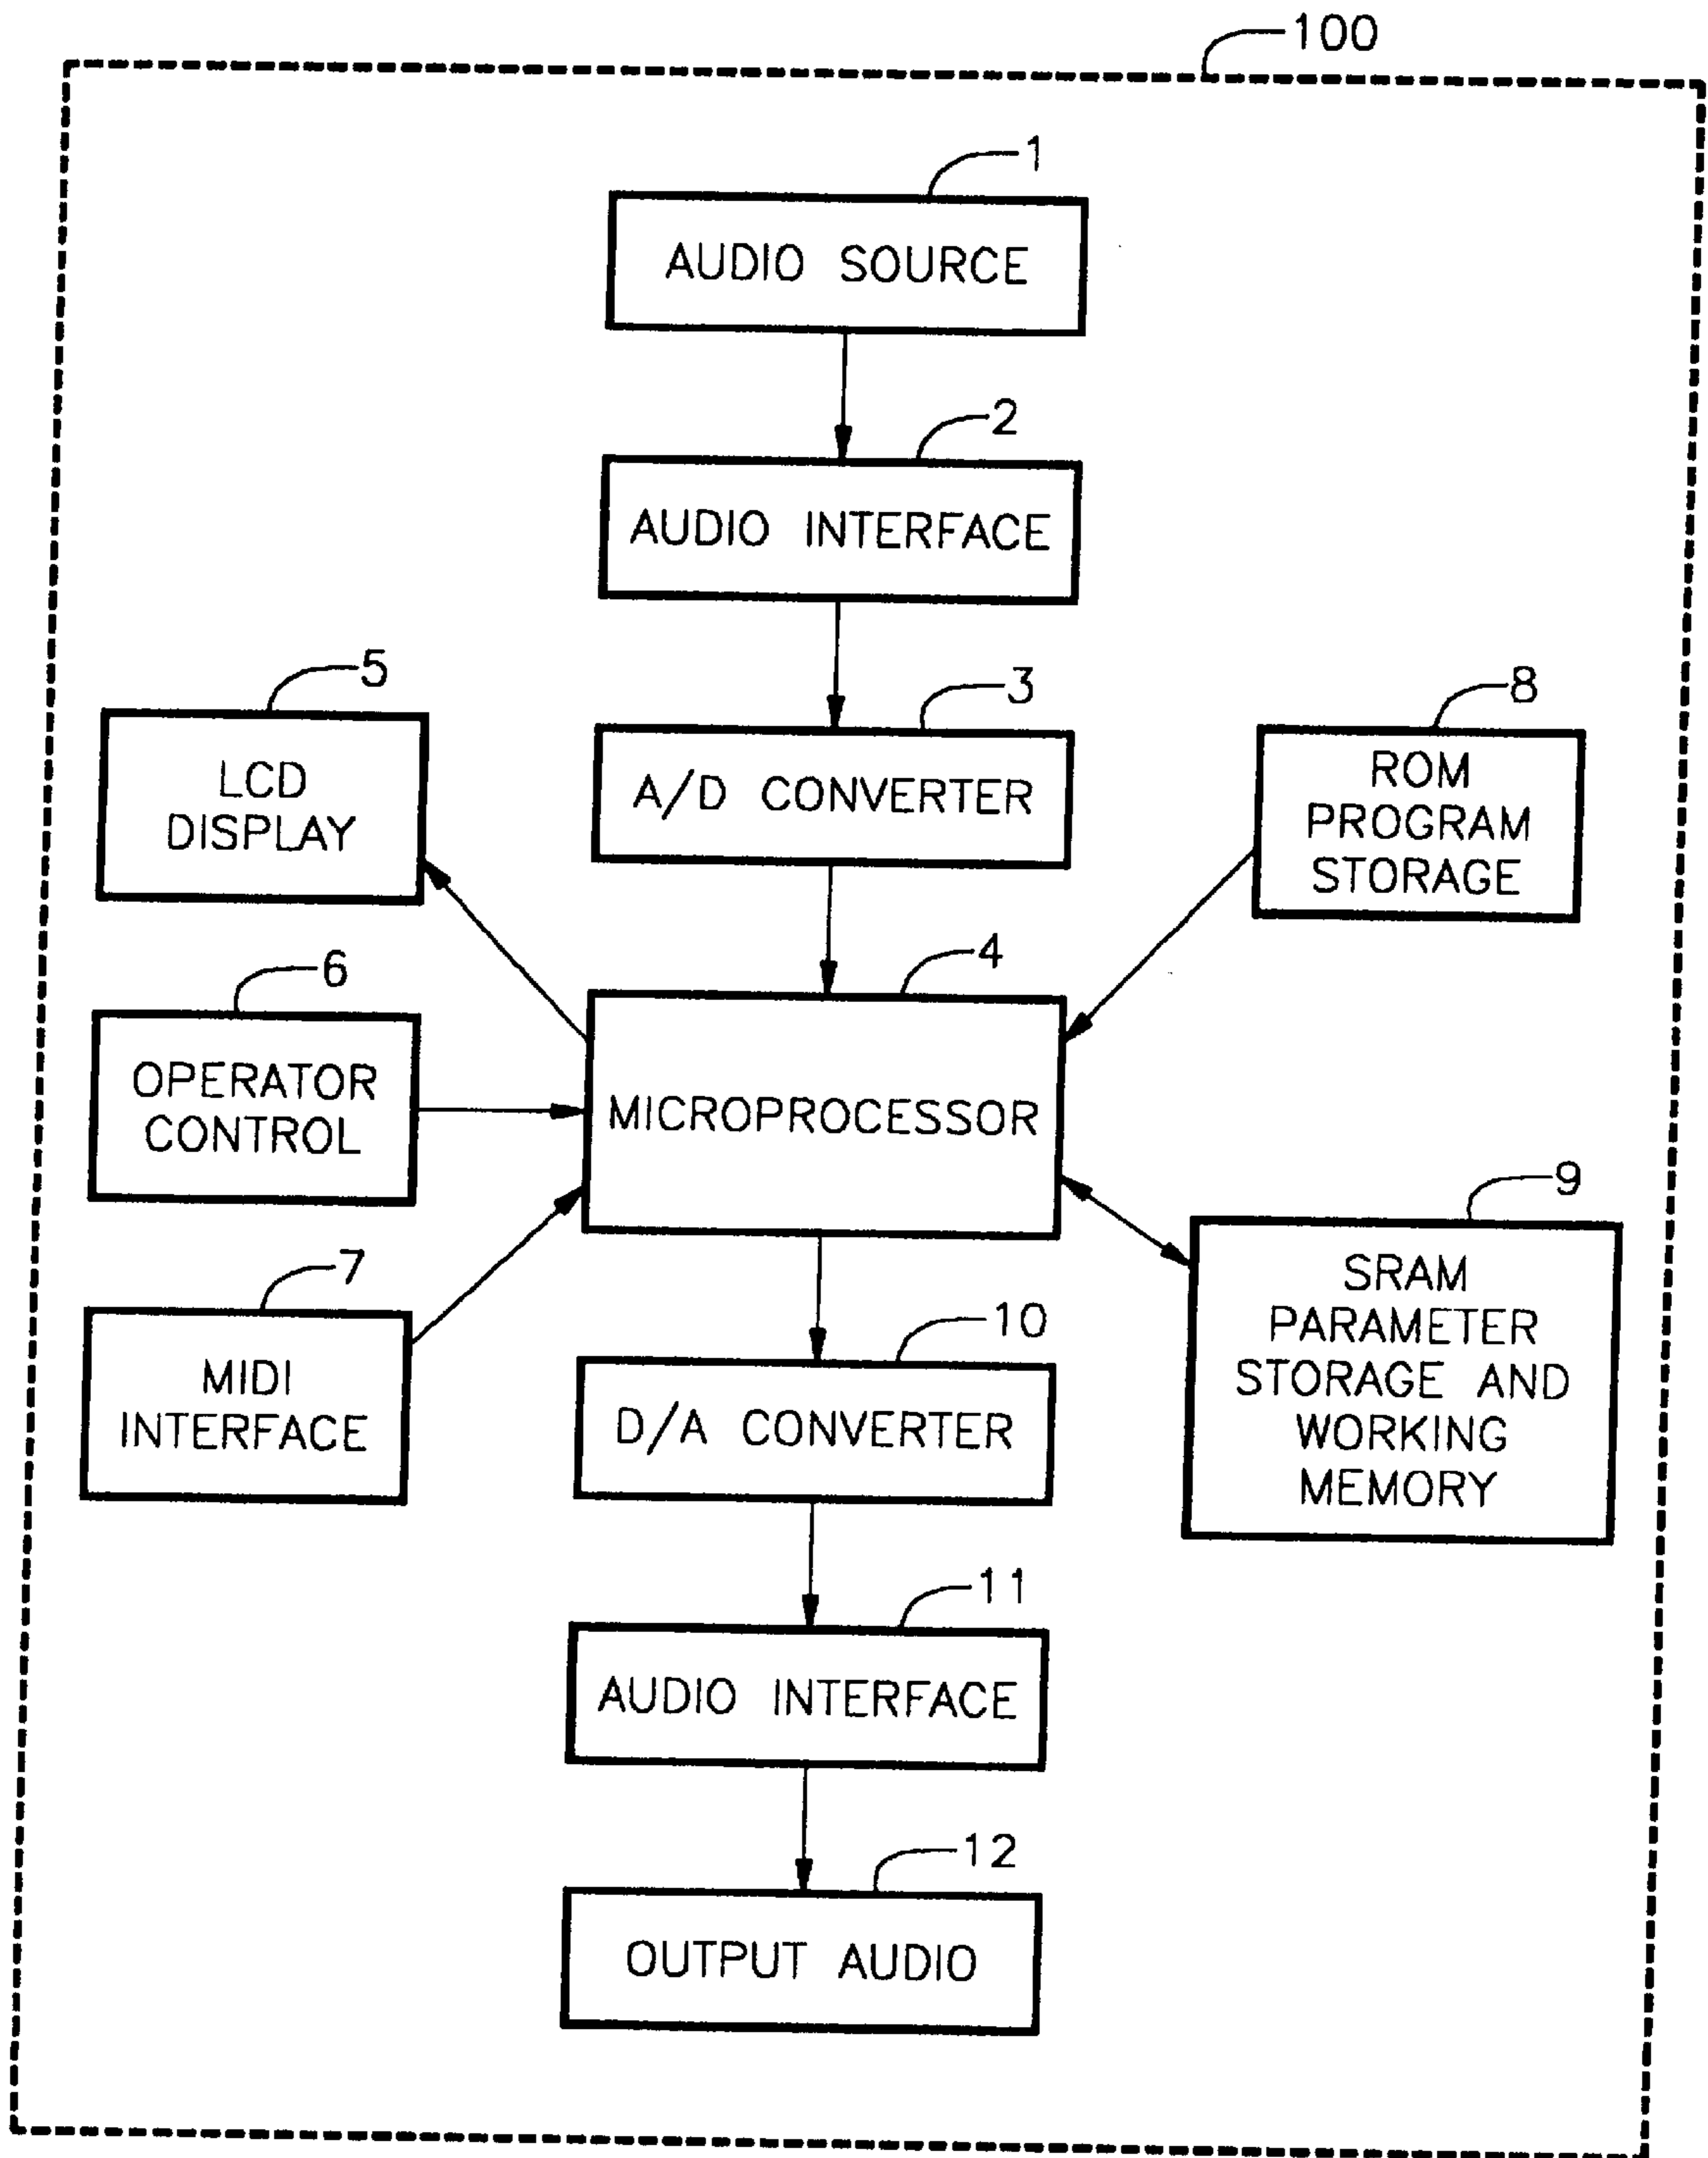 100
1
AUDIO SOURCE
2
AUDIO INTERFACE
3
A/D CONVERTER
5
LCD
DISPLAY
8
ROM
PROGRAM
STORAGE
4
MICROPROCESSOR
6
OPERATOR
CONTROL
7
MIDI
INTERFACE
9
SRAM
PARAMETER
STORAGE AND
WORKING
MEMORY
10
D/A CONVERTER
11
AUDIO INTERFACE
12
OUTPUT AUDIO